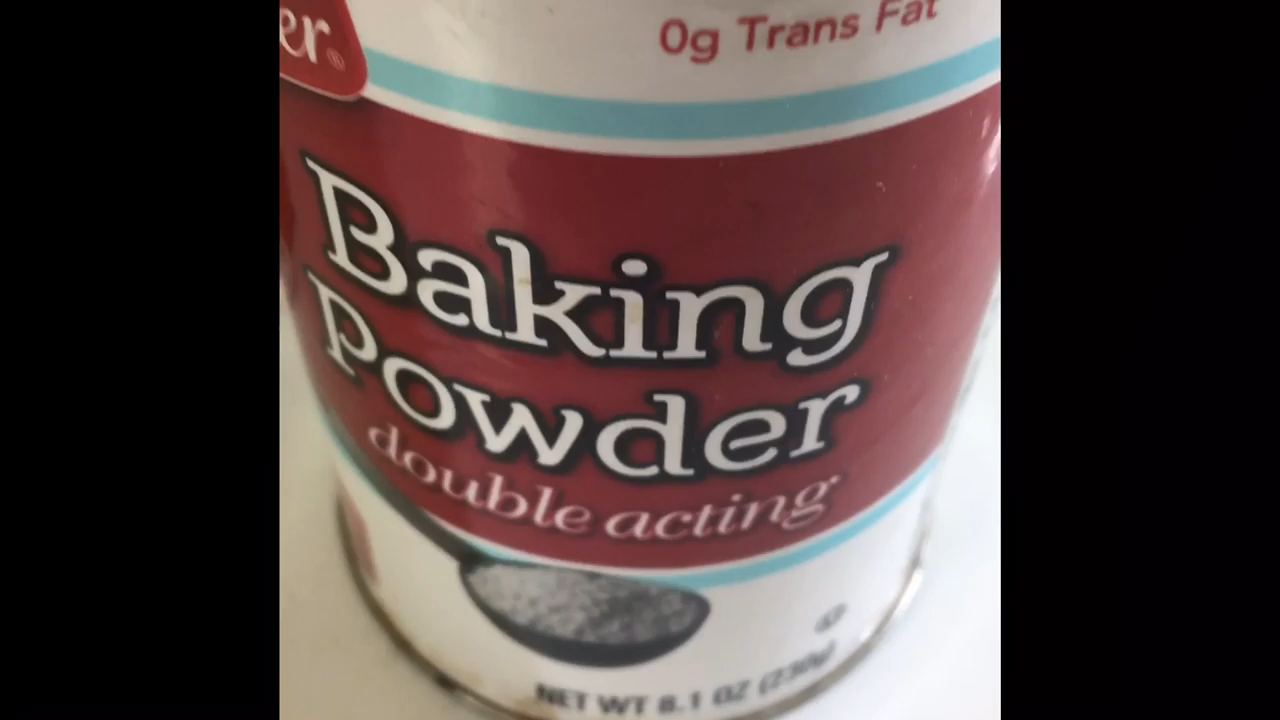 er®
0g Trans Fat
Baking
Powder
double acting
NET WT 8.1 OZ (230g)